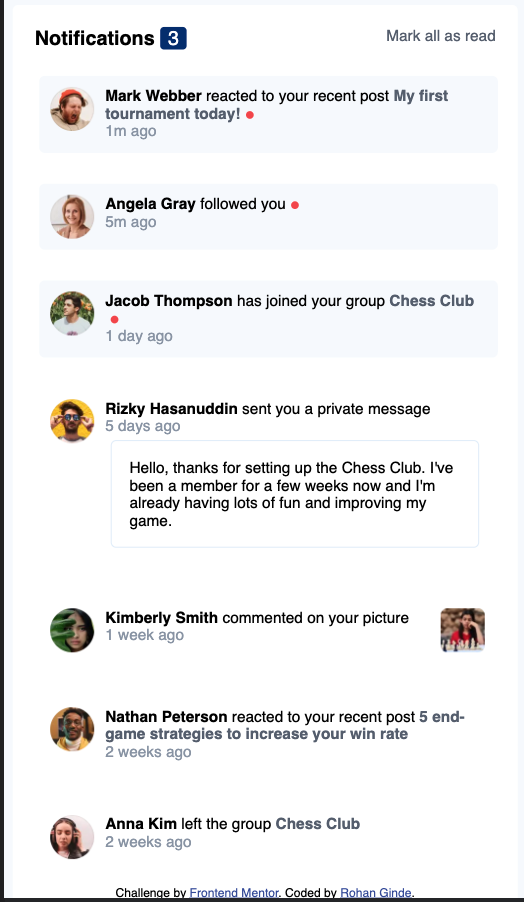 Notifications 3
Mark all as read
Mark Webber reacted to your recent post My first
tournament today!
1m ago
Angela Gray followed you
5m ago
Jacob Thompson has joined your group Chess Club
1 day ago
Rizky Hasanuddin sent you a private message
5 days ago
Hello, thanks for setting up the Chess Club. I've
been a member for a few weeks now and I'm
already having lots of fun and improving my
game.
Kimberly Smith commented on your picture
1 week ago
Nathan Peterson reacted to your recent post 5 end-
game strategies to increase your win rate
2 weeks ago
Anna Kim left the group Chess Club
2 weeks ago
Challenge by Frontend Mentor. Coded by Rohan Ginde.